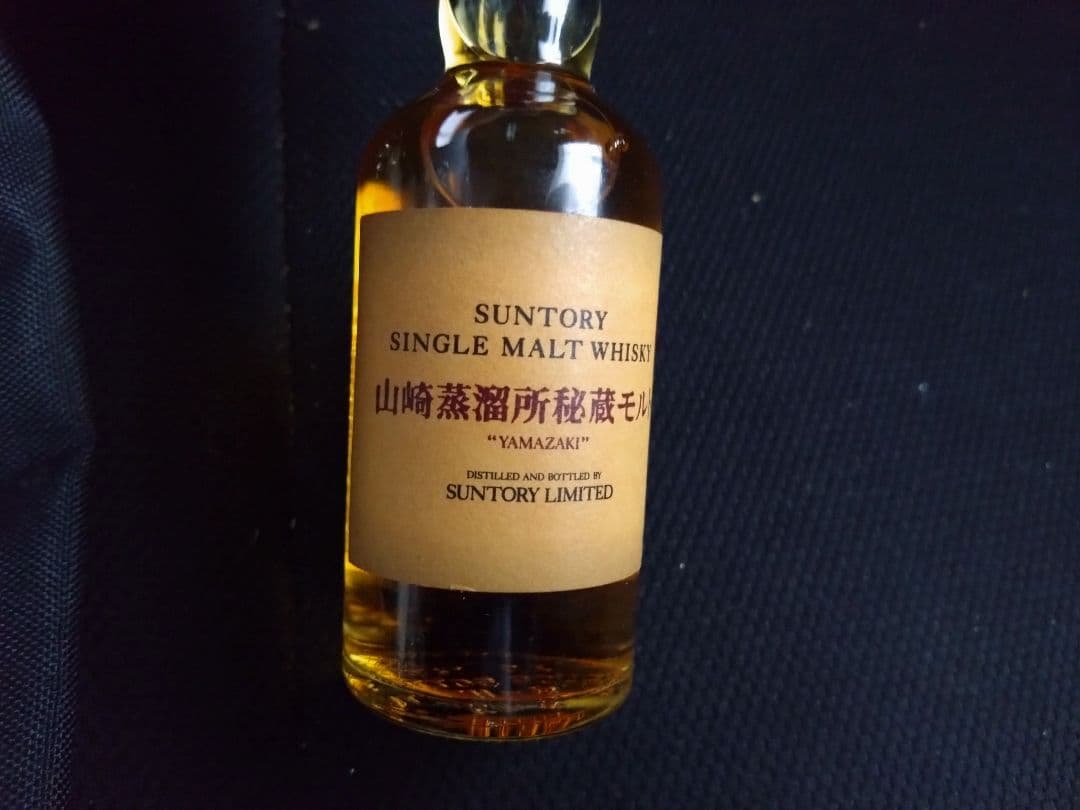 SUNTORY
SINGLE MALT WHISKY
山崎蒸溜所秘蔵モルト
“YAMAZAKI”
DISTILLED AND BOTTLED BY
SUNTORY LIMITED